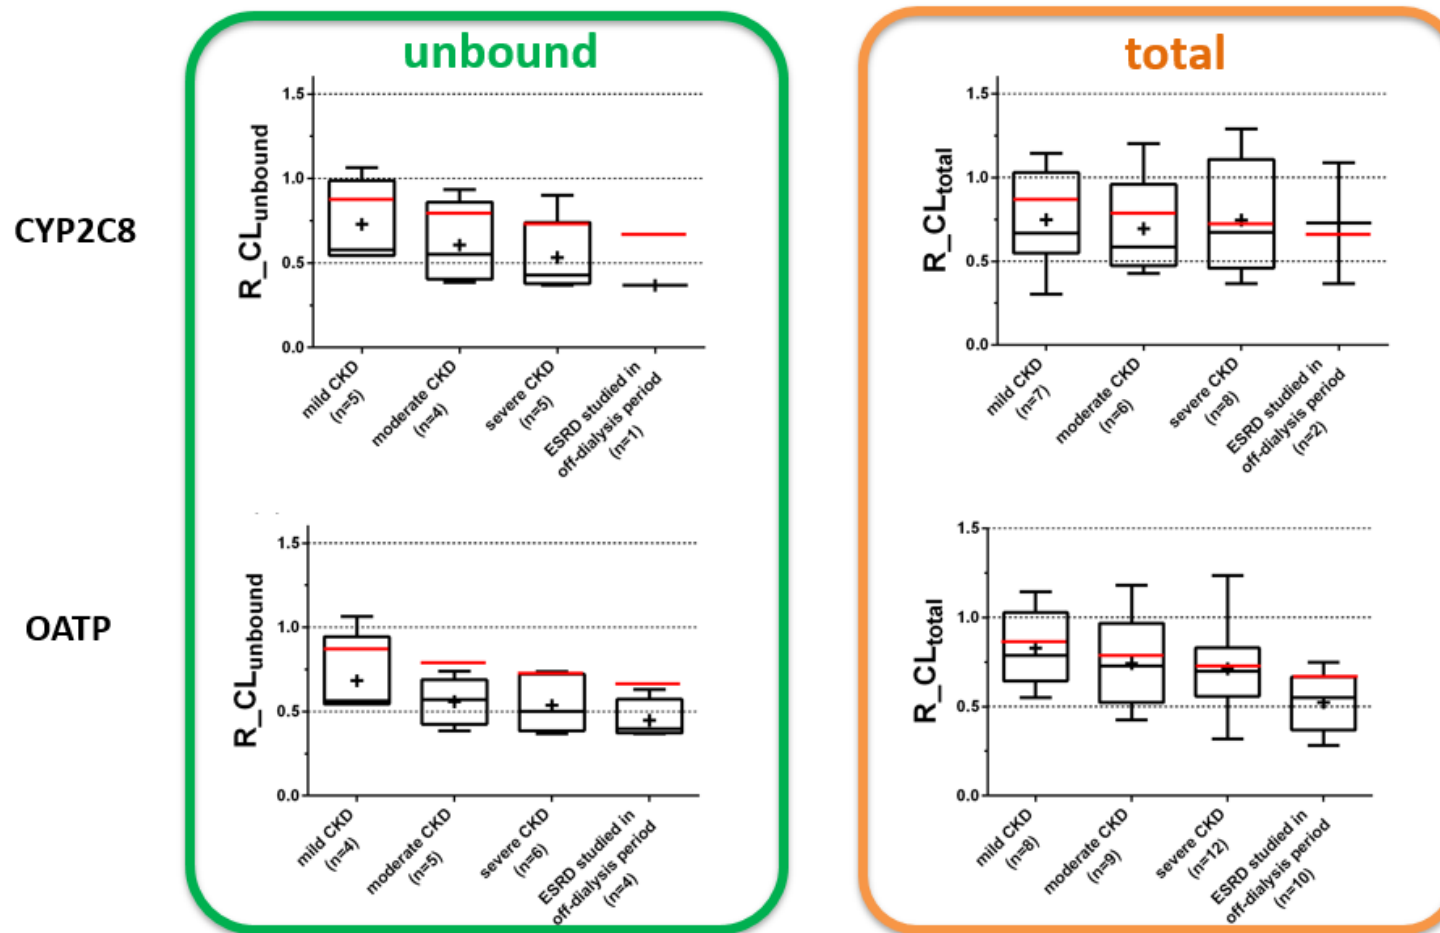 unbound
total
CYP2C8
R_CLunbound
1.5
1.0
0.5
0.0
mild CKD
(n=5)
moderate CKD
(n=4)
severe CKD
(n=5)
ESRD studied in
off-dialysis period
(n=1)
R_CLtotal
1.5
1.0
0.5
0.0
mild CKD
(n=7)
moderate CKD
(n=6)
severe CKD
(n=8)
ESRD studied in
off-dialysis period
(n=2)
OATP
R_CLunbound
1.5
1.0
0.5
0.0
mild CKD
(n=4)
moderate CKD
(n=5)
severe CKD
(n=6)
ESRD studied in
off-dialysis period
(n=4)
R_CLtotal
1.5
1.0
0.5
0.0
mild CKD
(n=8)
moderate CKD
(n=9)
severe CKD
(n=12)
ESRD studied in
off-dialysis period
(n=10)